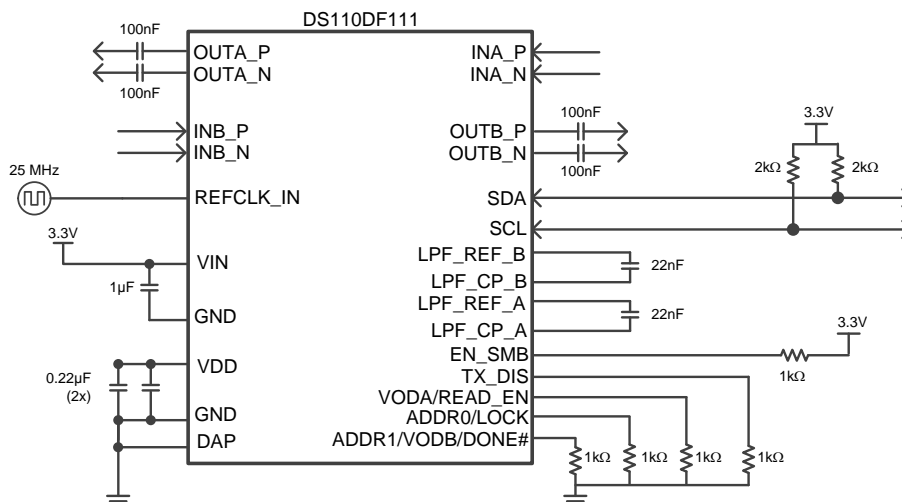 DS110DF111
100nF
OUTA_P
INA_P
OUTA_N
INA_N
100nF
100nF
3.3V
INB_P
OUTB_P
INB_N
OUTB_N
25 MHz
100nF
2kΩ
2kΩ
REFCLK_IN
SDA
3.3V
SCL
VIN
LPF_REF_B
22nF
1µF
LPF_CP_B
GND
LPF_REF_A
22nF
LPF_CP_A
3.3V
EN_SMB
VDD
TX_DIS
1kΩ
0.22µF
(2x)
VODA/READ_EN
GND
ADDR0/LOCK
DAP
ADDR1/VODB/DONE#
1kΩ
1kΩ
1kΩ
1kΩ